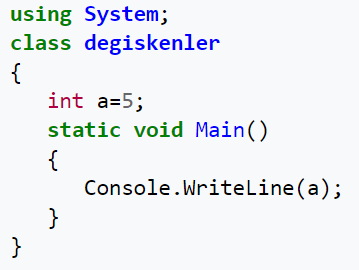 using System;
class degiskenler
{
   int a=5;
   static void Main()
   {
      Console.WriteLine(a);
   }
}